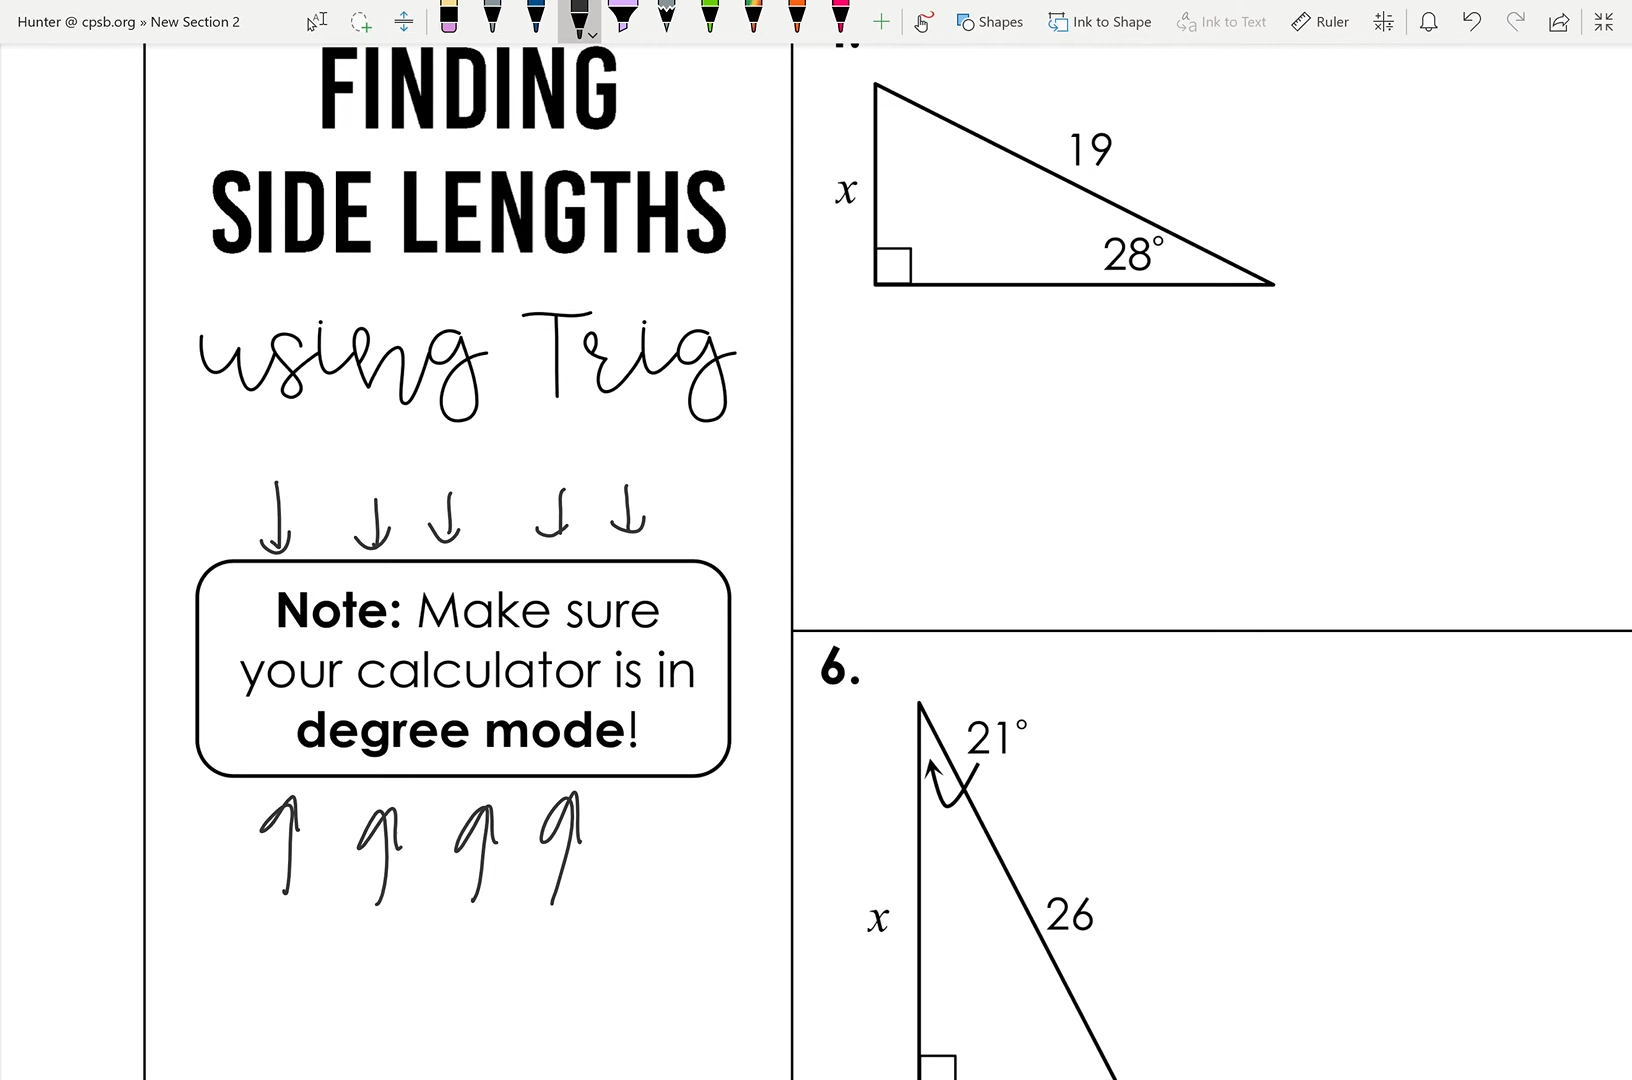 Hunter @ cpsb.org » New Section 2
Shapes
Ink to Shape
Ink to Text
Ruler
FINDING
SIDE LENGTHS
using Trig
Note: Make sure
your calculator is in
degree mode!
19
x
28°
6.
21°
x
26